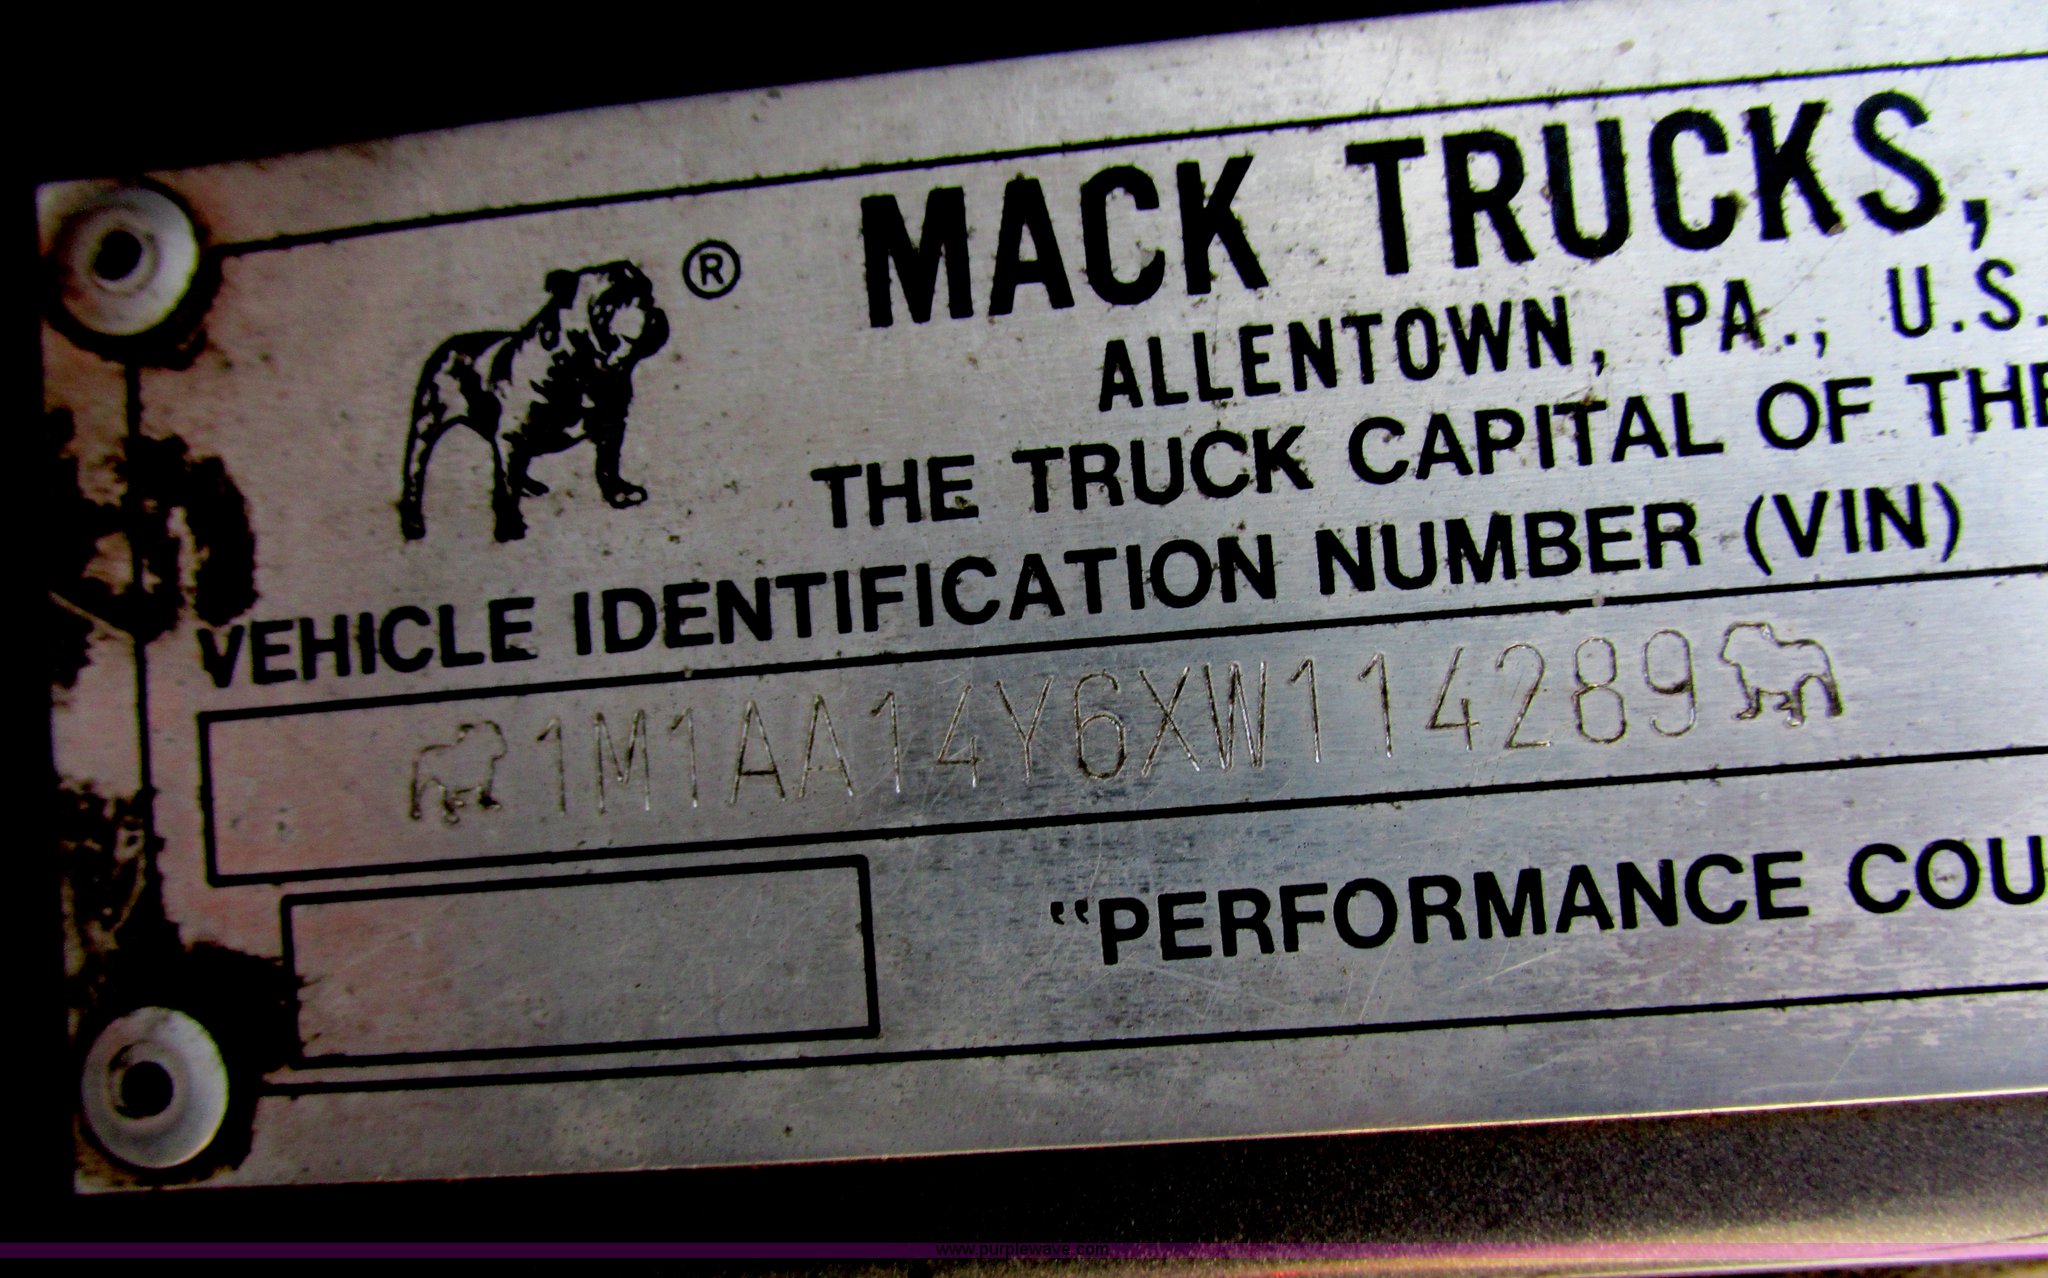 ® MACK TRUCKS,
ALLENTOWN, PA., U.S.
THE TRUCK CAPITAL OF THE
VEHICLE IDENTIFICATION NUMBER (VIN)
1M1AA14Y6XW114289
"PERFORMANCE COU
www.purplewave.com